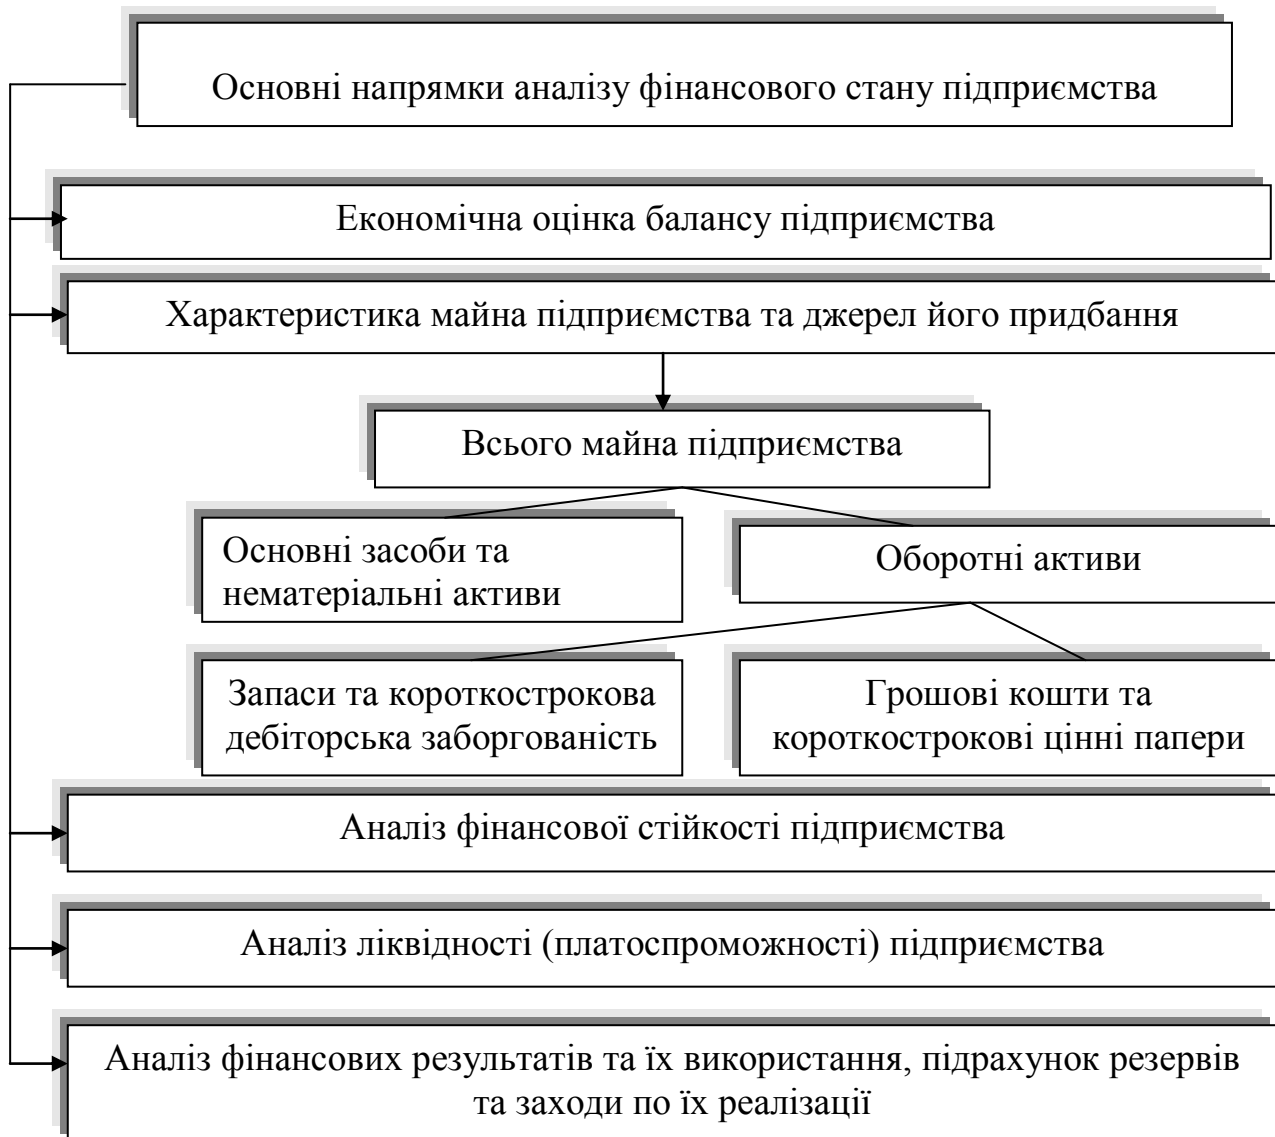 Основні напрямки аналізу фінансового стану підприємства
Економічна оцінка балансу підприємства
Характеристика майна підприємства та джерел його придбання
Всього майна підприємства
Основні засоби та
нематеріальні активи
Оборотні активи
Запаси та короткострокова
дебіторська заборгованість
Грошові кошти та
короткострокові цінні папери
Аналіз фінансової стійкості підприємства
Аналіз ліквідності (платоспроможності) підприємства
Аналіз фінансових результатів та їх використання, підрахунок резервів
та заходи по їх реалізації